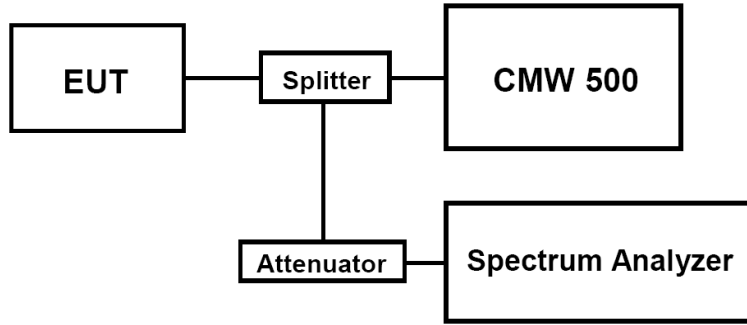 EUT
Splitter
CMW 500
Attenuator
Spectrum Analyzer